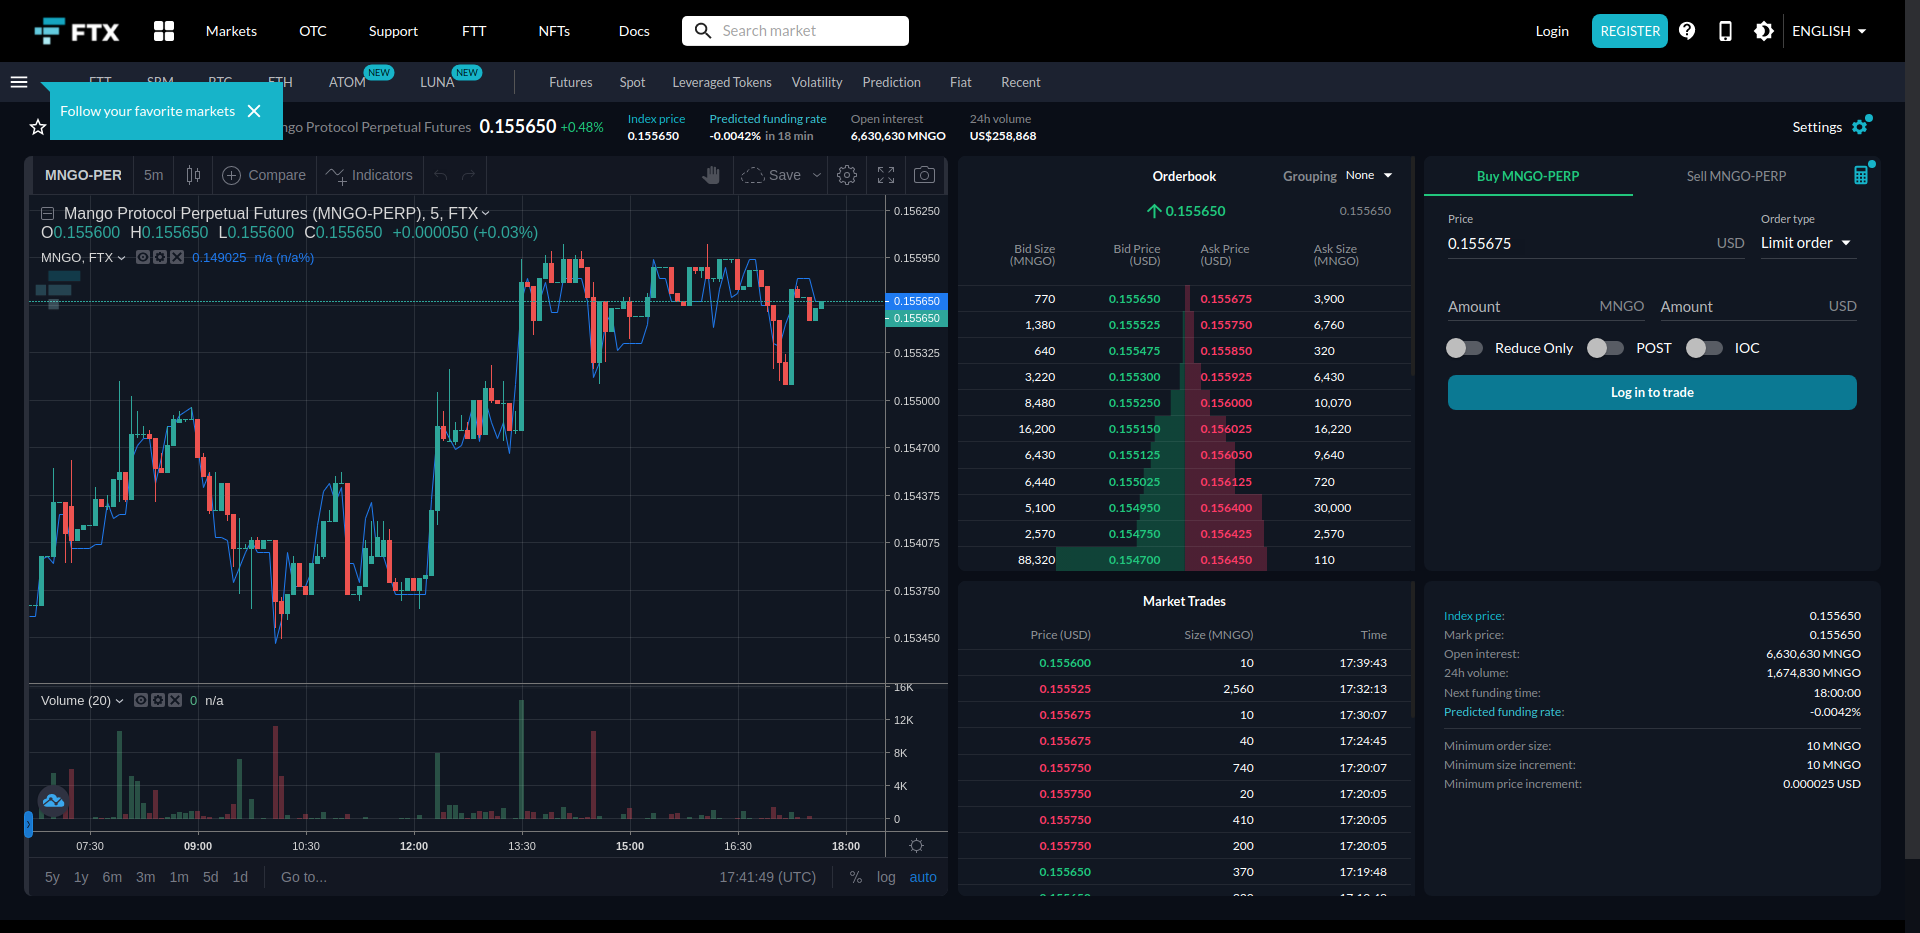 FTX Markets OTC Support FTT NFTs Docs Search market Login REGISTER ENGLISH
FTT SRM BTC ETH ATOM NEW LUNA NEW Futures Spot Leveraged Tokens Volatility Prediction Fiat Recent
Follow your favorite markets
ngo Protocol Perpetual Futures 0.155650 +0.48%
Index price 0.155650
Predicted funding rate -0.0042% in 18 min
Open interest 6,630,630 MNGO
24h volume US$258,868
Settings
MNGO-PER 5m Compare Indicators Save
Mango Protocol Perpetual Futures (MNGO-PERP), 5, FTX
O0.155600 H0.155650 L0.155600 C0.155650 +0.000050 (+0.03%)
MNGO, FTX 0.149025 n/a (n/a%)
0.156250
0.155950
0.155650
0.155650
0.155325
0.155000
0.154700
0.154375
0.154075
0.153750
0.153450
Volume (20) 0 n/a
16K
12K
8K
4K
0
07:30 09:00 10:30 12:00 13:30 15:00 16:30 18:00
5y 1y 6m 3m 1m 5d 1d Go to... 17:41:49 (UTC) % log auto
Orderbook Grouping None
0.155650 0.155650
Bid Size (MNGO) Bid Price (USD) Ask Price (USD) Ask Size (MNGO)
770 0.155650 0.155675 3,900
1,380 0.155525 0.155750 6,760
640 0.155475 0.155850 320
3,220 0.155300 0.155925 6,430
8,480 0.155250 0.156000 10,070
16,200 0.155150 0.156025 16,220
6,430 0.155125 0.156050 9,640
6,440 0.155025 0.156125 720
5,100 0.154950 0.156400 30,000
2,570 0.154750 0.156425 2,570
88,320 0.154700 0.156450 110
Market Trades
Price (USD) Size (MNGO) Time
0.155600 10 17:39:43
0.155525 2,560 17:32:13
0.155675 10 17:30:07
0.155675 40 17:24:45
0.155750 740 17:20:07
0.155750 20 17:20:05
0.155750 410 17:20:05
0.155750 200 17:20:05
0.155650 370 17:19:48
Buy MNGO-PERP Sell MNGO-PERP
Price Order type
0.155675 USD Limit order
Amount MNGO Amount USD
Reduce Only POST IOC
Log in to trade
Index price: 0.155650
Mark price: 0.155650
Open interest: 6,630,630 MNGO
24h volume: 1,674,830 MNGO
Next funding time: 18:00:00
Predicted funding rate: -0.0042%
Minimum order size: 10 MNGO
Minimum size increment: 10 MNGO
Minimum price increment: 0.000025 USD